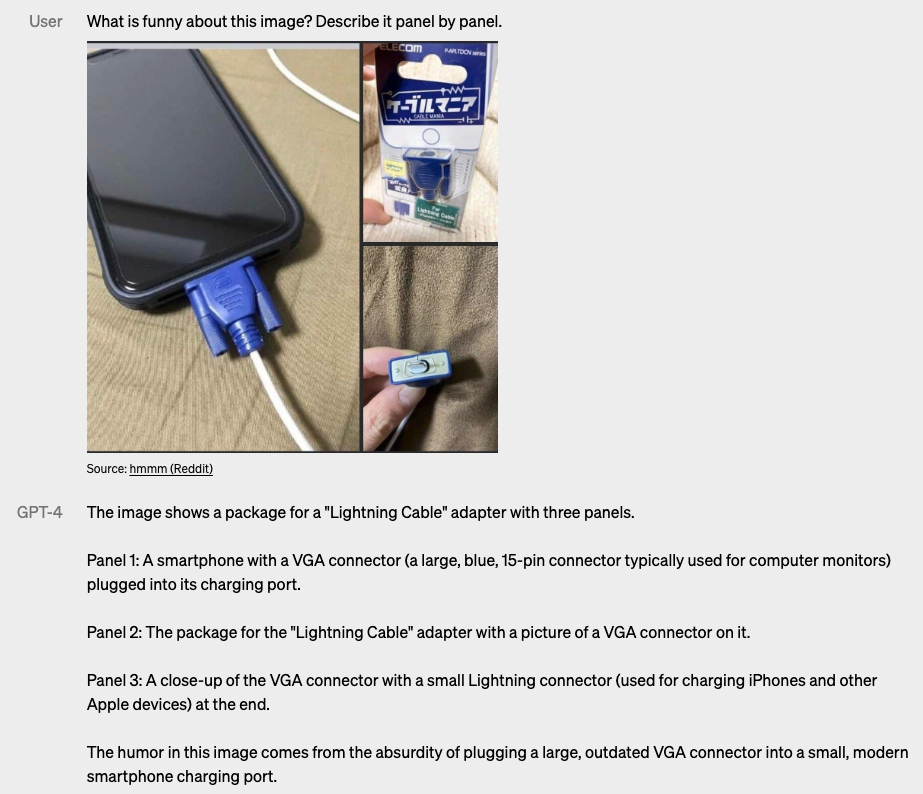 User
What is funny about this image? Describe it panel by panel.
ELECOM
P-APLTDCN series
ケーブルマニア
CABLE MANIA
For
Lightning Cable
Source: hmmm (Reddit)
GPT-4
The image shows a package for a "Lightning Cable" adapter with three panels.
Panel 1: A smartphone with a VGA connector (a large, blue, 15-pin connector typically used for computer monitors)
plugged into its charging port.
Panel 2: The package for the "Lightning Cable" adapter with a picture of a VGA connector on it.
Panel 3: A close-up of the VGA connector with a small Lightning connector (used for charging iPhones and other
Apple devices) at the end.
The humor in this image comes from the absurdity of plugging a large, outdated VGA connector into a small, modern
smartphone charging port.